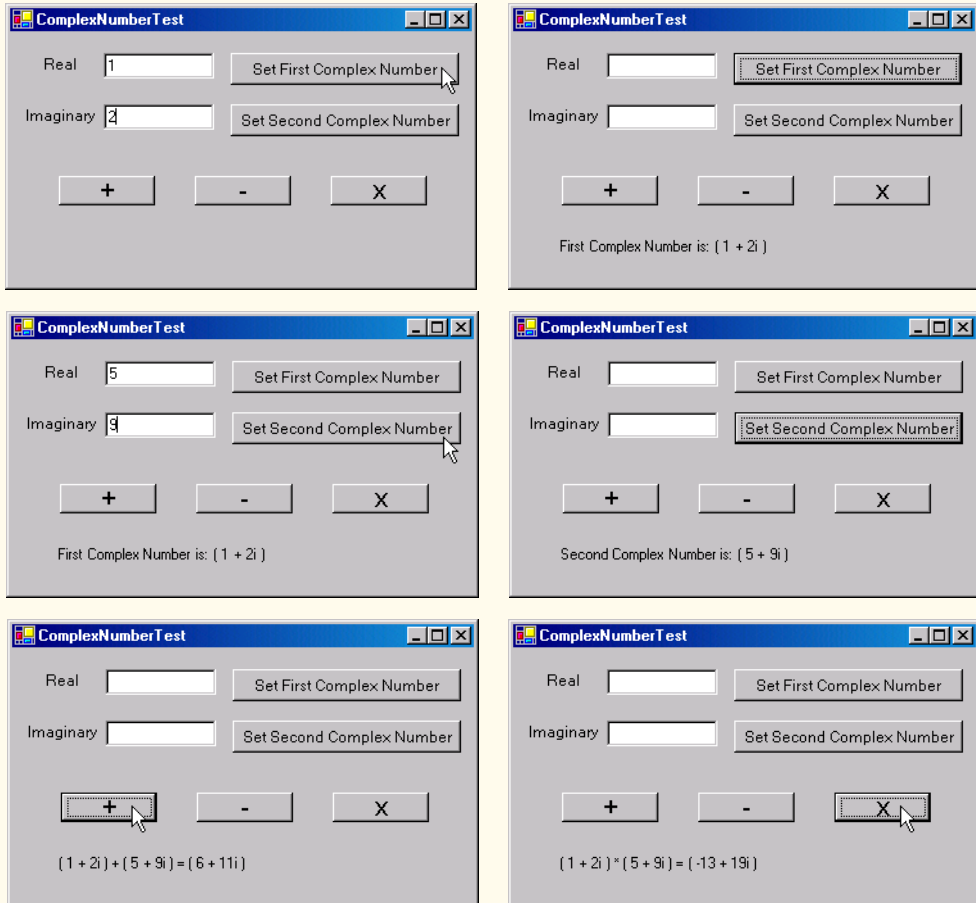 ComplexNumberTest
Real 1 Set First Complex Number
Imaginary 2 Set Second Complex Number
+ - X
ComplexNumberTest
Real Set First Complex Number
Imaginary Set Second Complex Number
+ - X
First Complex Number is: ( 1 + 2i )
ComplexNumberTest
Real 5 Set First Complex Number
Imaginary 9 Set Second Complex Number
+ - X
First Complex Number is: ( 1 + 2i )
ComplexNumberTest
Real Set First Complex Number
Imaginary Set Second Complex Number
+ - X
Second Complex Number is: ( 5 + 9i )
ComplexNumberTest
Real Set First Complex Number
Imaginary Set Second Complex Number
+ - X
( 1 + 2i ) + ( 5 + 9i ) = ( 6 + 11i )
ComplexNumberTest
Real Set First Complex Number
Imaginary Set Second Complex Number
+ - X
( 1 + 2i ) * ( 5 + 9i ) = ( -13 + 19i )